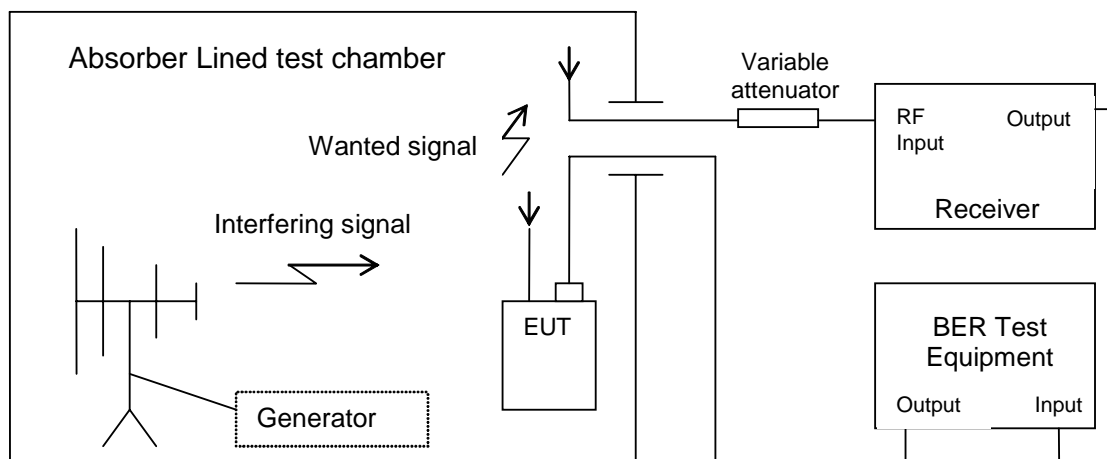 Absorber Lined test chamber
Variable
attenuator
RF
Input
Output
Receiver
Wanted signal
Interfering signal
EUT
Generator
BER Test
Equipment
Output
Input